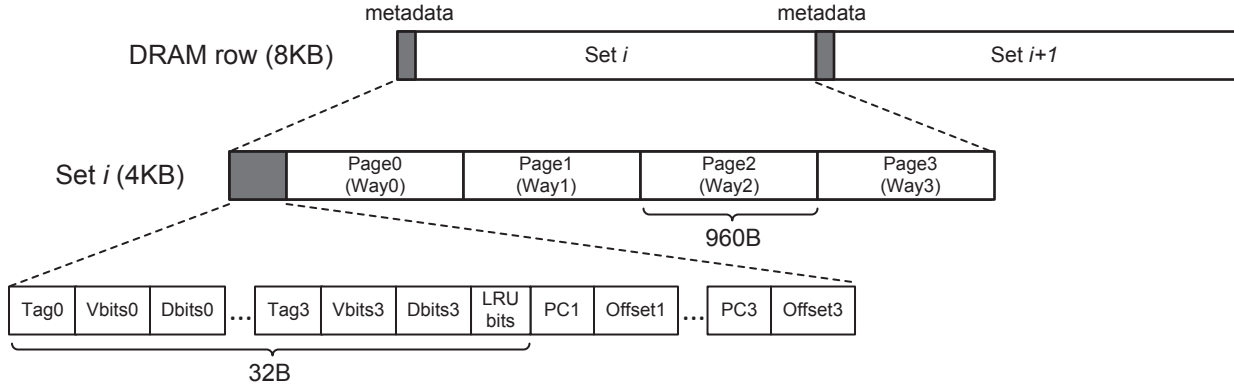 metadata metadata
DRAM row (8KB) Set i Set i+1
Set i (4KB) Page0 (Way0) Page1 (Way1) Page2 (Way2) Page3 (Way3)
960B
Tag0 Vbits0 Dbits0 ... Tag3 Vbits3 Dbits3 LRU bits PC1 Offset1 ... PC3 Offset3
32B